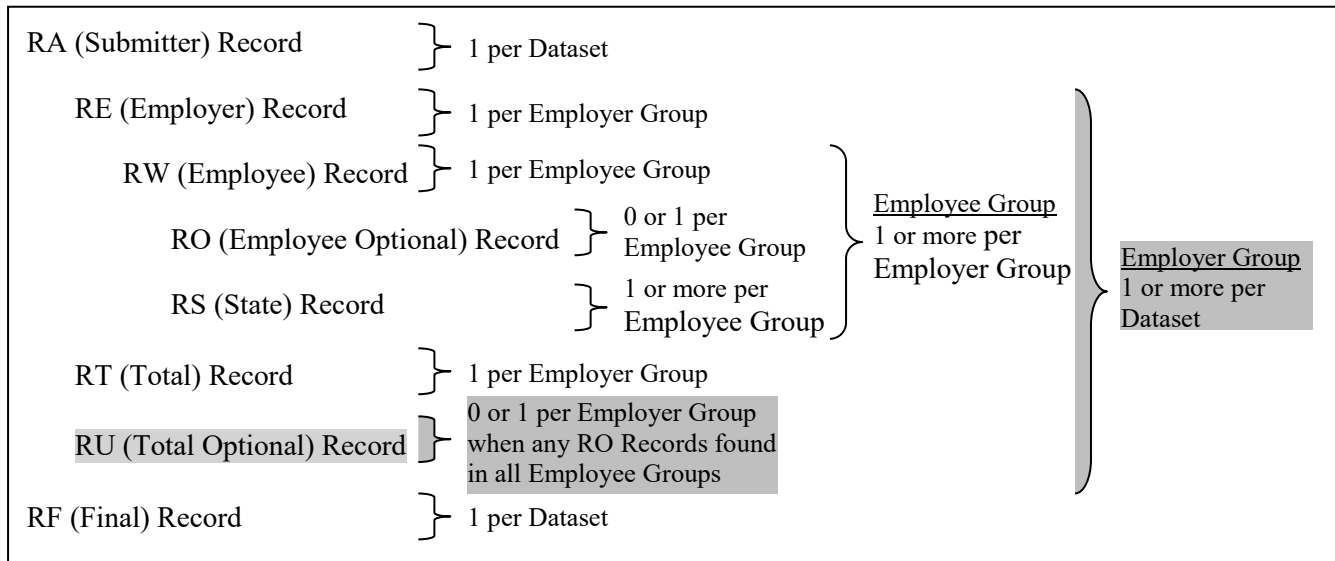 RA (Submitter) Record
1 per Dataset
RE (Employer) Record
1 per Employer Group
RW (Employee) Record
1 per Employee Group
RO (Employee Optional) Record
0 or 1 per
Employee Group
RS (State) Record
1 or more per
Employee Group
Employee Group
1 or more per
Employer Group
Employer Group
1 or more per
Dataset
RT (Total) Record
1 per Employer Group
RU (Total Optional) Record
0 or 1 per Employer Group
when any RO Records found
in all Employee Groups
RF (Final) Record
1 per Dataset